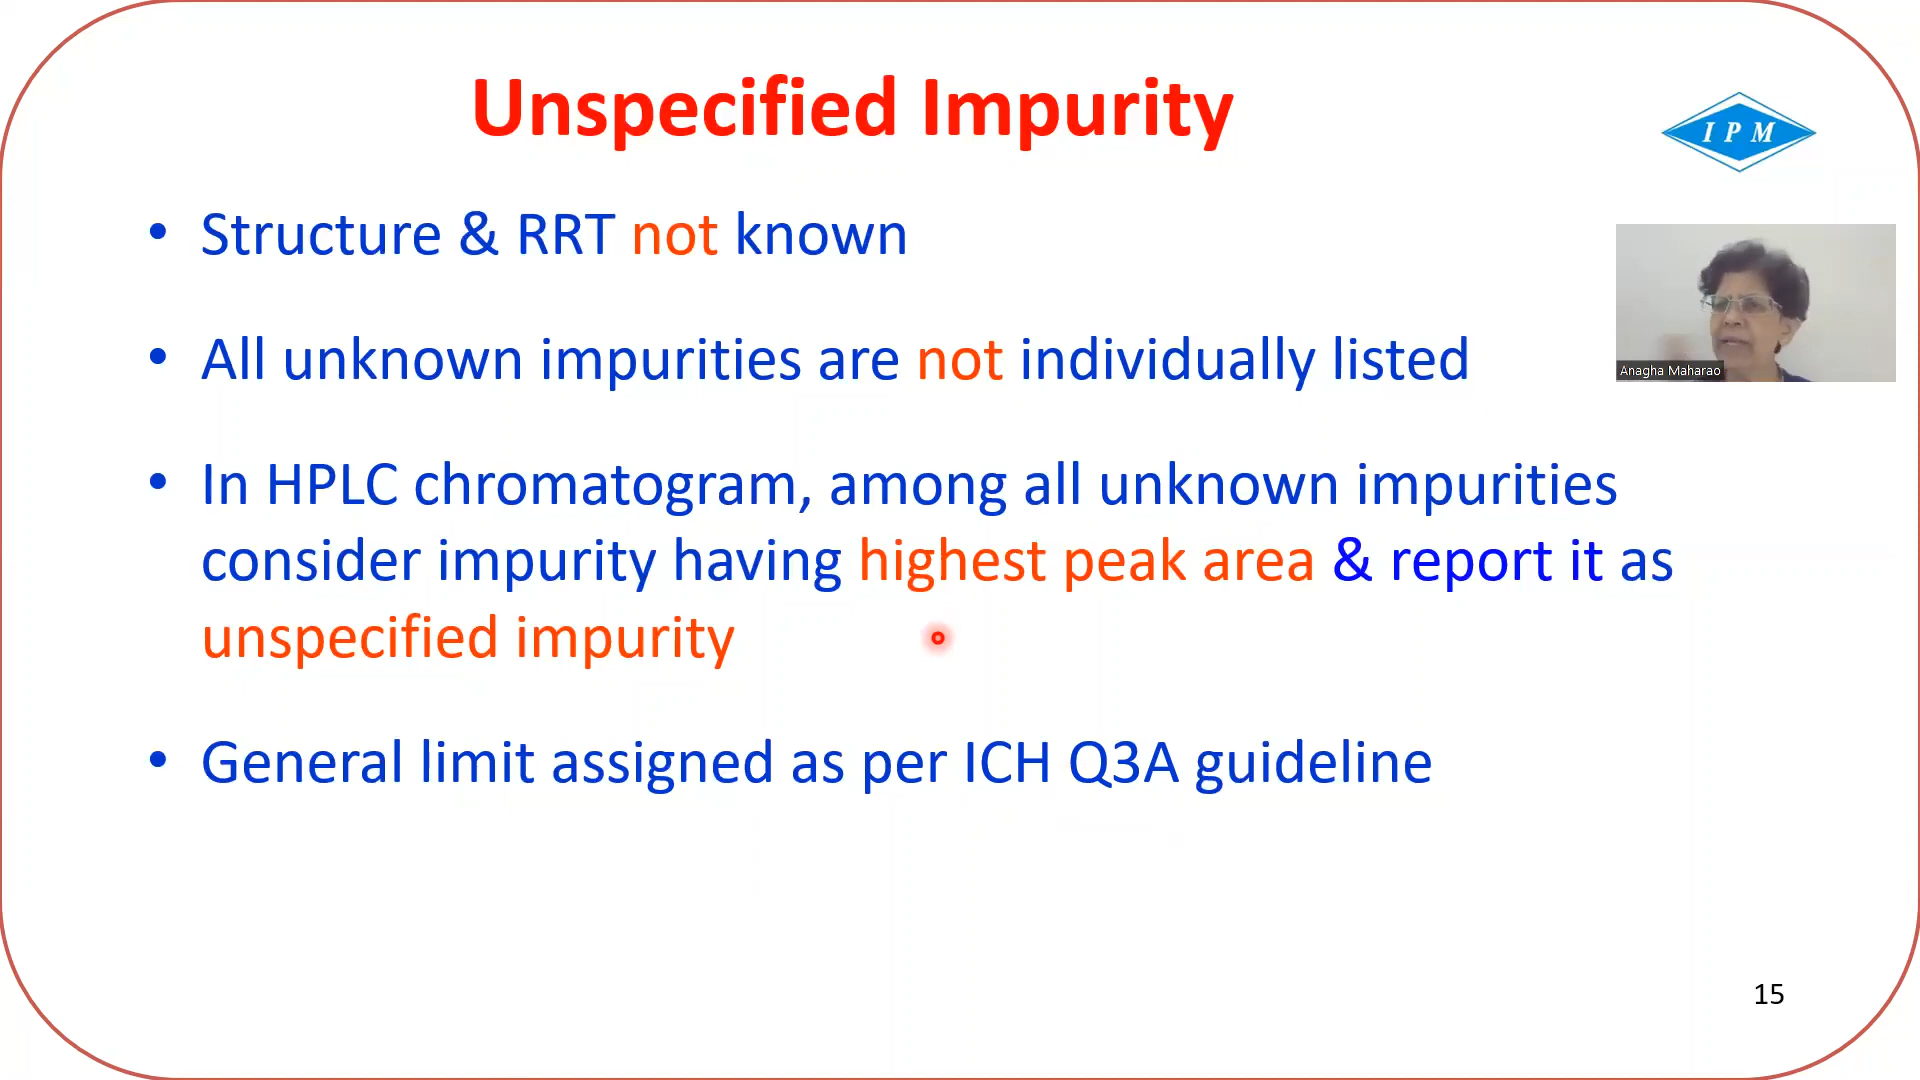 Unspecified Impurity
I P M
• Structure & RRT not known
• All unknown impurities are not individually listed
Anagha Maharao
• In HPLC chromatogram, among all unknown impurities
consider impurity having highest peak area & report it as
unspecified impurity
• General limit assigned as per ICH Q3A guideline
15